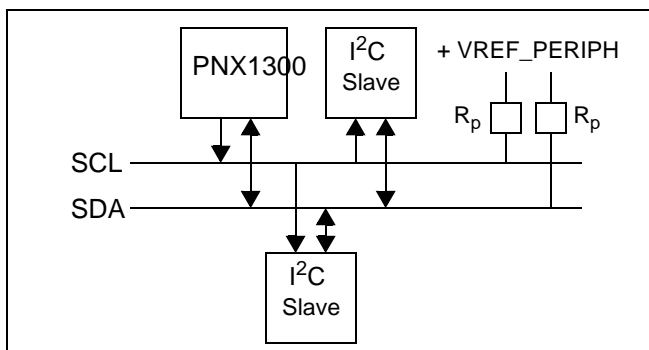 PNX1300
I²C
Slave
+ VREF_PERIPH
Rp
Rp
SCL
SDA
I²C
Slave